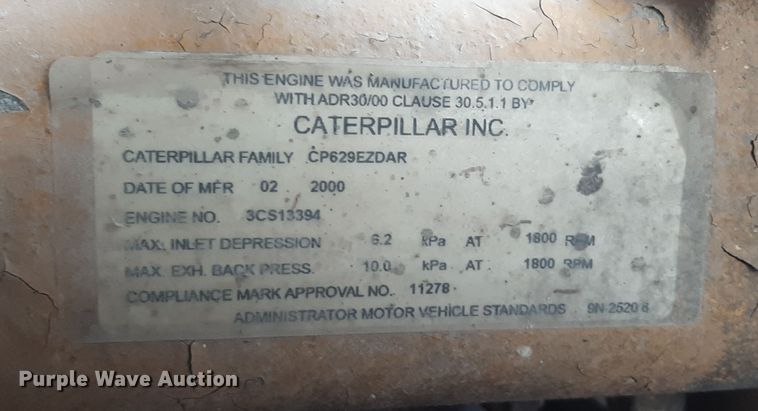 THIS ENGINE WAS MANUFACTURED TO COMPLY
WITH ADR30/00 CLAUSE 30.5.1.1 BY
CATERPILLAR INC.
CATERPILLAR FAMILY CP629EZDAR
DATE OF MFR 02 2000
ENGINE NO. 3CS13394
MAX. INLET DEPRESSION 6.2 kPa AT 1800 RPM
MAX. EXH. BACK PRESS. 10.0 kPa AT 1800 RPM
COMPLIANCE MARK APPROVAL NO. 11278
ADMINISTRATOR MOTOR VEHICLE STANDARDS 9N-2520 6
Purple Wave Auction